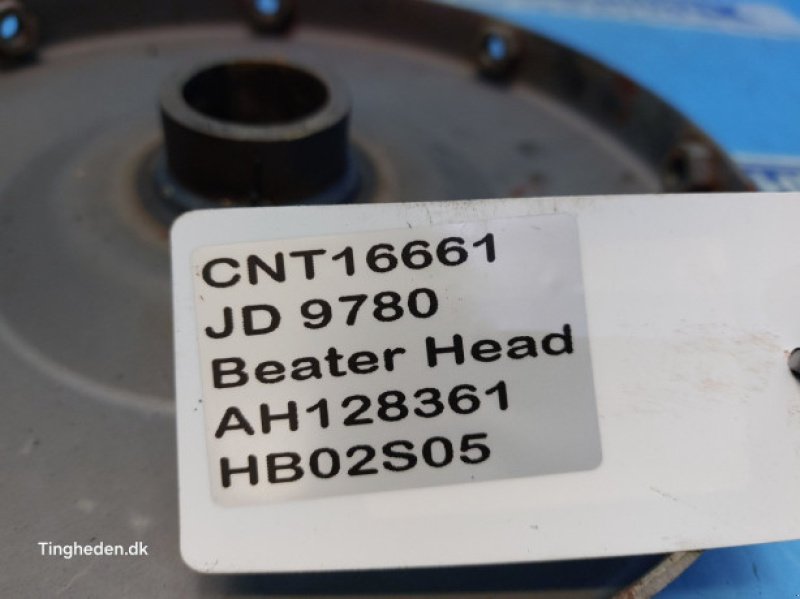 CNT16661
JD 9780
Beater Head
AH128361
HB02S05
Tingheden.dk